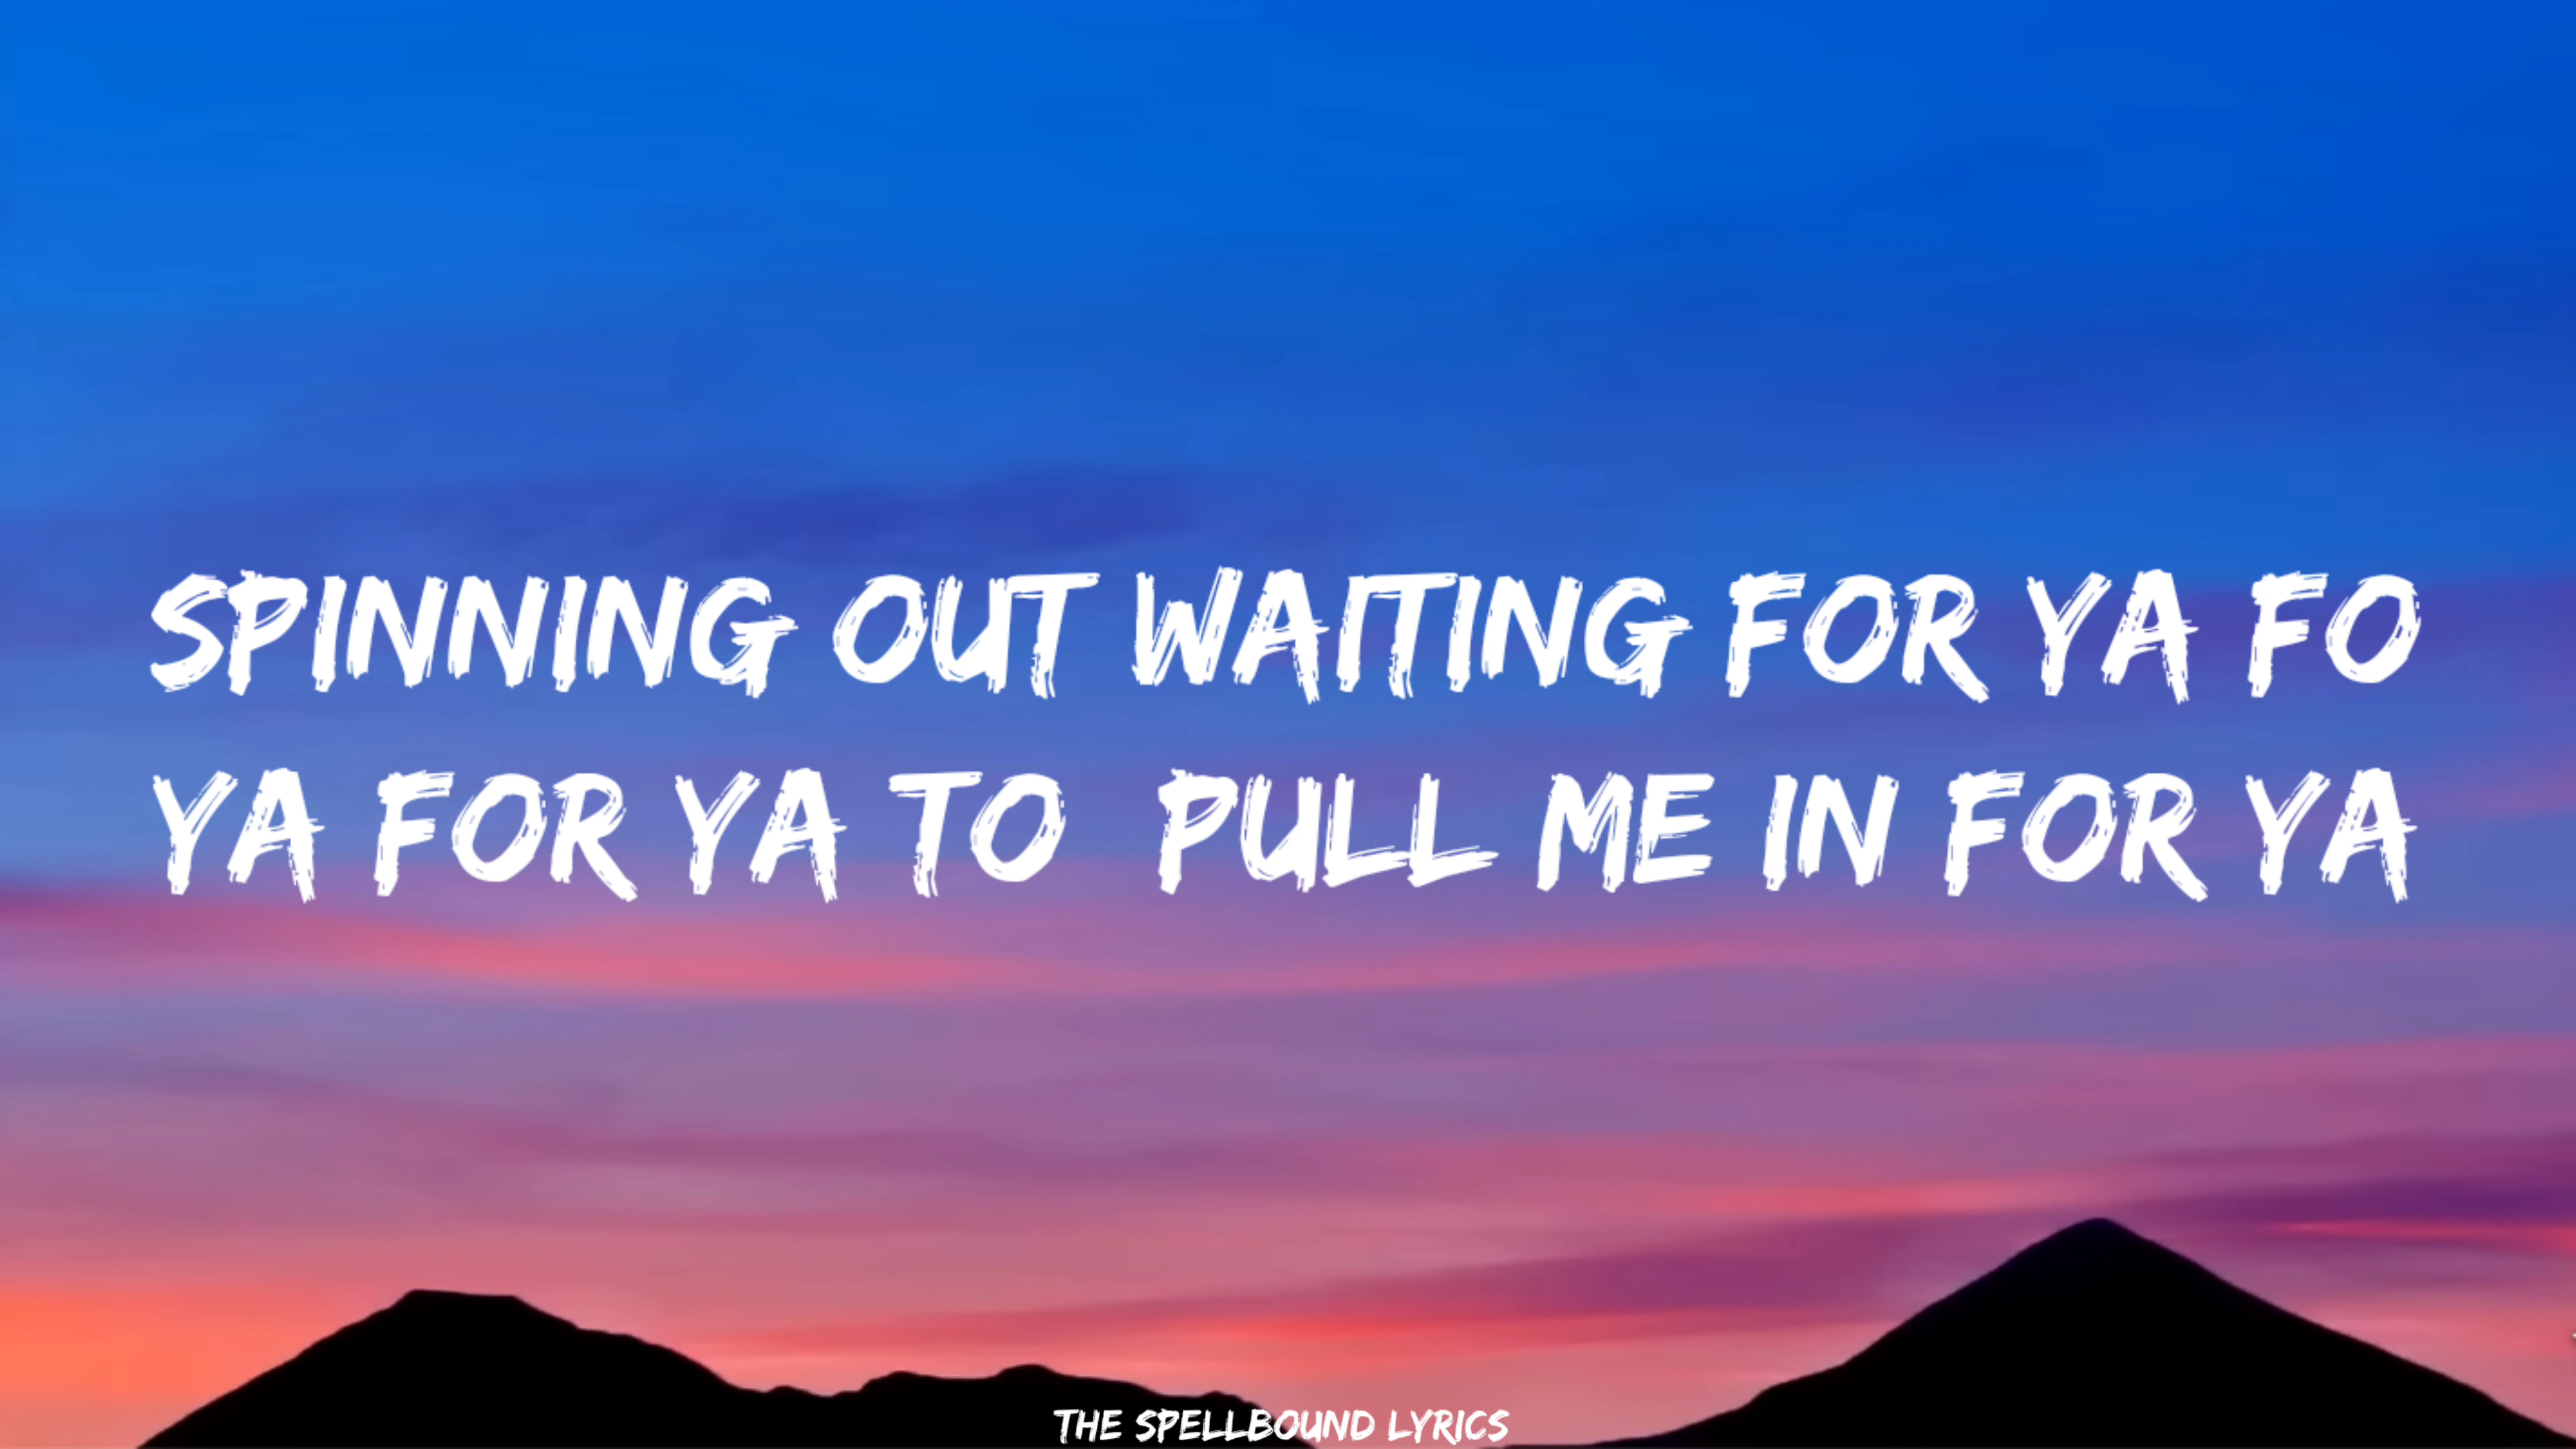 SPINNING OUT WAITING FOR YA FO
YA FOR YA TO  PULL ME IN FOR YA
THE SPELLBOUND LYRICS